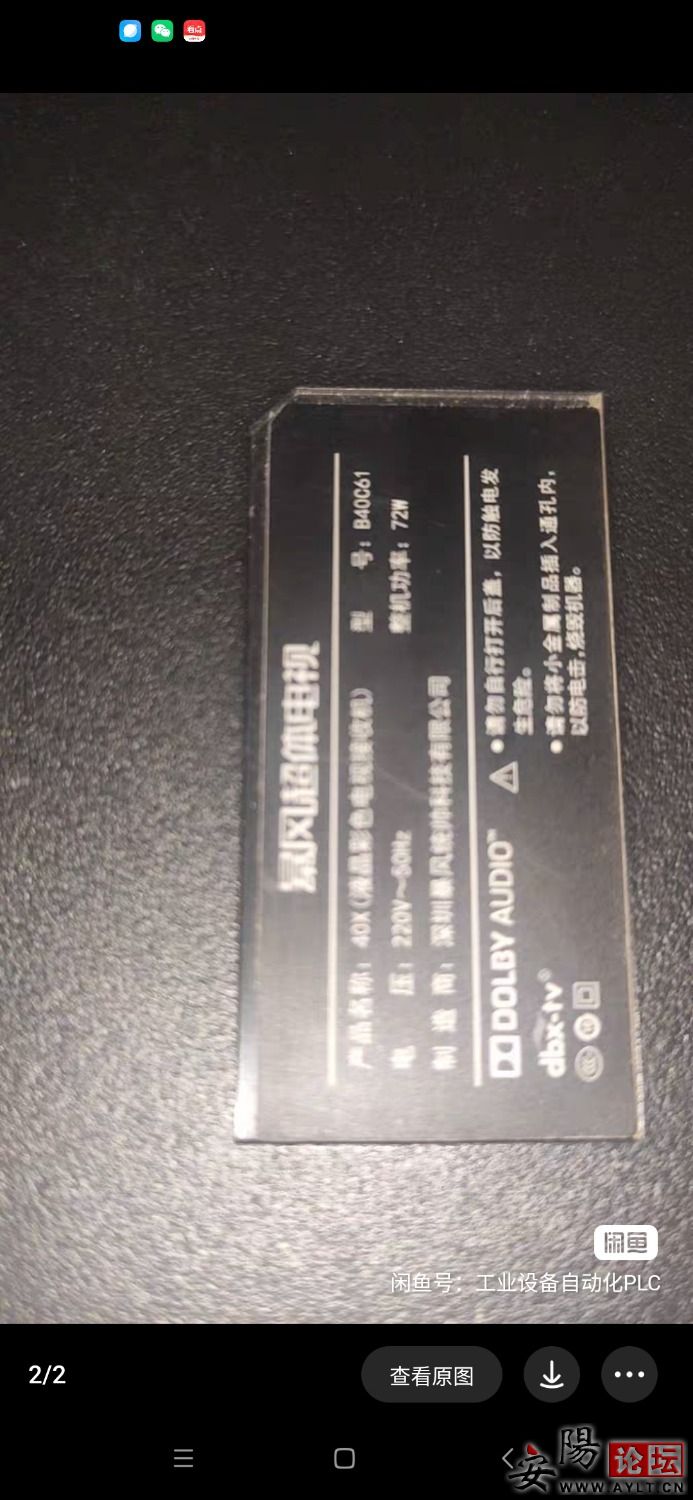 有点
暴风超体电视
产品名称：40X(液晶彩色电视接收机)
型 号：B40C61
电 压：220V～50Hz
整机功率：72W
制 造 商：深圳暴风统帅科技有限公司
DOLBY AUDIO™
dbx-tv®
⚠ ●请勿自行打开后盖，以防触电发
生危险。
●请勿将小金属制品插入通孔内，
以防电击,烧毁机器。
闲鱼
闲鱼号：工业设备自动化PLC
2/2
查看原图
安陽论坛
WWW.AYLT.CN